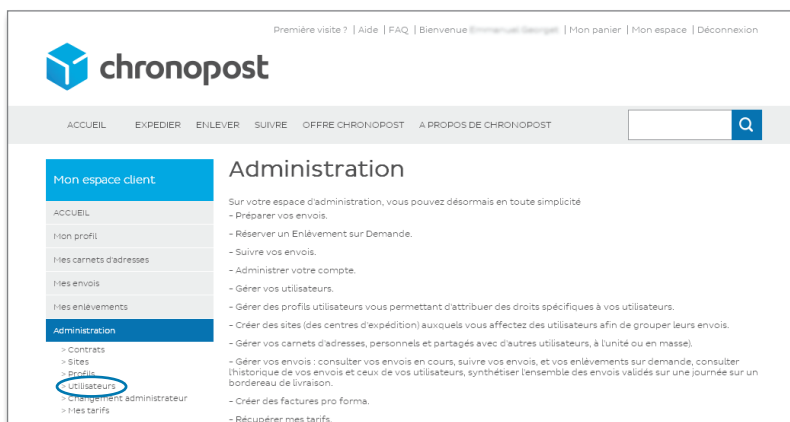 Première visite ? | Aide | FAQ | Bienvenue | Mon panier | Mon espace | Déconnexion
chronopost
ACCUEIL EXPEDIER ENLEVER SUIVRE OFFRE CHRONOPOST A PROPOS DE CHRONOPOST
Mon espace client
ACCUEIL
Mon profil
Mes carnets d'adresses
Mes envois
Mes enlèvements
Administration
> Contrats
> Sites
> Profils
> Utilisateurs
> Changement administrateur
> Mes tarifs
Administration
Sur votre espace d'administration, vous pouvez désormais en toute simplicité
- Préparer vos envois.
- Réserver un Enlèvement sur Demande.
- Suivre vos envois.
- Administrer votre compte.
- Gérer vos utilisateurs.
- Gérer des profils utilisateurs vous permettant d'attribuer des droits spécifiques à vos utilisateurs.
- Créer des sites (des centres d'expédition) auxquels vous affectez des utilisateurs afin de grouper leurs envois.
- Gérer vos carnets d'adresses, personnels et partagés avec d'autres utilisateurs, à l'unité ou en masse).
- Gérer vos envois : consulter vos envois en cours, suivre vos envois, et vos enlèvements sur demande, consulter
l'historique de vos envois et ceux de vos utilisateurs, synthétiser l'ensemble des envois validés sur une journée sur un
bordereau de livraison.
- Créer des factures pro forma.
- Récupérer mes tarifs.